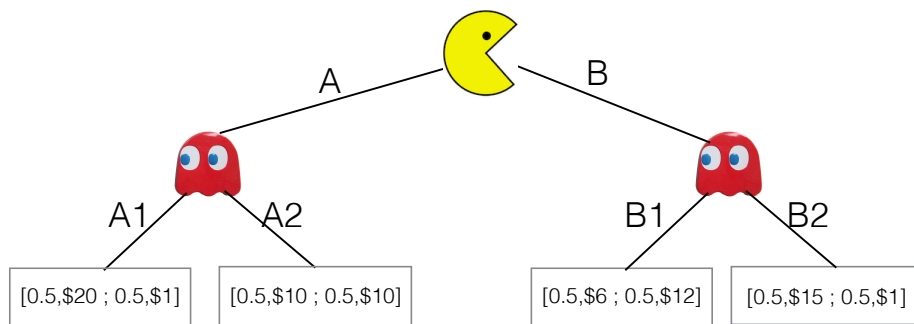 A
B
A1
A2
B1
B2
[0.5,$20 ; 0.5,$1]
[0.5,$10 ; 0.5,$10]
[0.5,$6 ; 0.5,$12]
[0.5,$15 ; 0.5,$1]